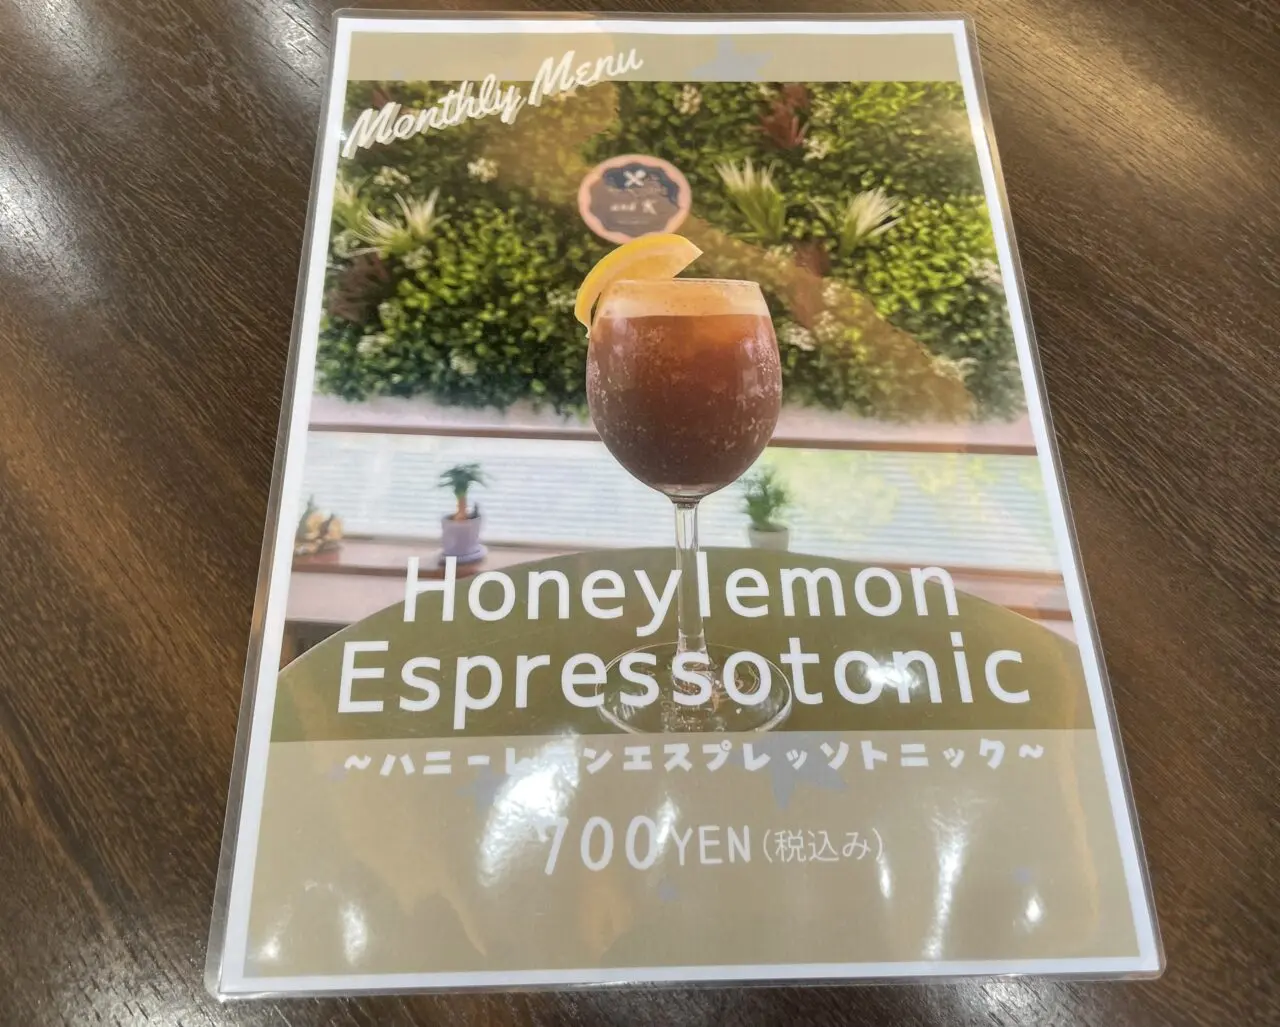 Monthly Menu
and K
Honeylemon
Espressotonic
~ハニーレモンエスプレッソトニック~
700YEN(税込み)